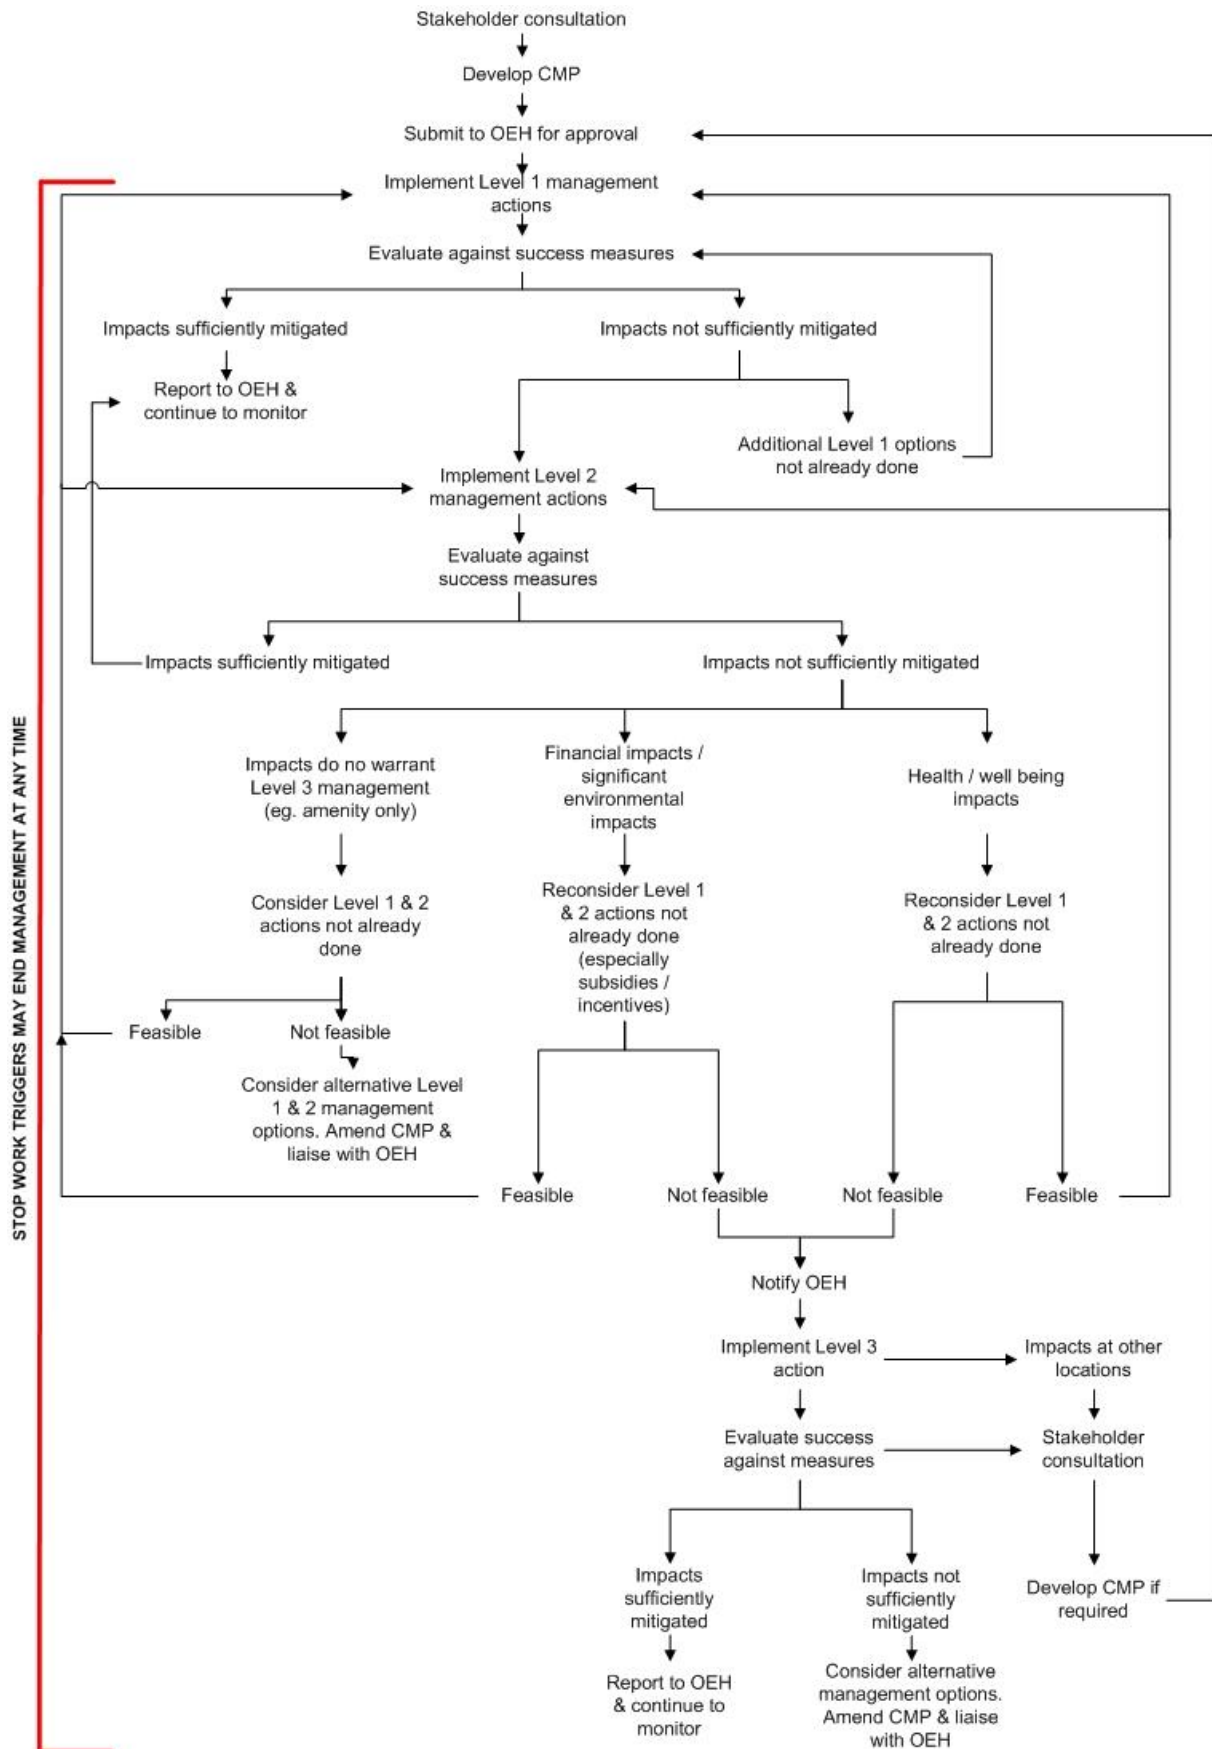 Stakeholder consultation
Develop CMP
Submit to OEH for approval
Implement Level 1 management
actions
Evaluate against success measures
Impacts sufficiently mitigated
Impacts not sufficiently mitigated
Report to OEH &
continue to monitor
Additional Level 1 options
not already done
Implement Level 2
management actions
Evaluate against
success measures
Impacts sufficiently mitigated
Impacts not sufficiently mitigated
STOP WORK TRIGGERS MAY END MANAGEMENT AT ANY TIME
Impacts do no warrant
Level 3 management
(eg. amenity only)
Financial impacts /
significant
environmental
impacts
Health / well being
impacts
Consider Level 1 & 2
actions not already
done
Reconsider Level 1
& 2 actions not
already done
(especially
subsidies /
incentives)
Reconsider Level 1
& 2 actions not
already done
Feasible
Not feasible
Consider alternative Level
1 & 2 management
options. Amend CMP &
liaise with OEH
Feasible
Not feasible
Not feasible
Feasible
Notify OEH
Implement Level 3
action
Impacts at other
locations
Evaluate success
against measures
Stakeholder
consultation
Impacts
sufficiently
mitigated
Impacts not
sufficiently
mitigated
Develop CMP if
required
Report to OEH
& continue to
monitor
Consider alternative
management options.
Amend CMP & liaise
with OEH